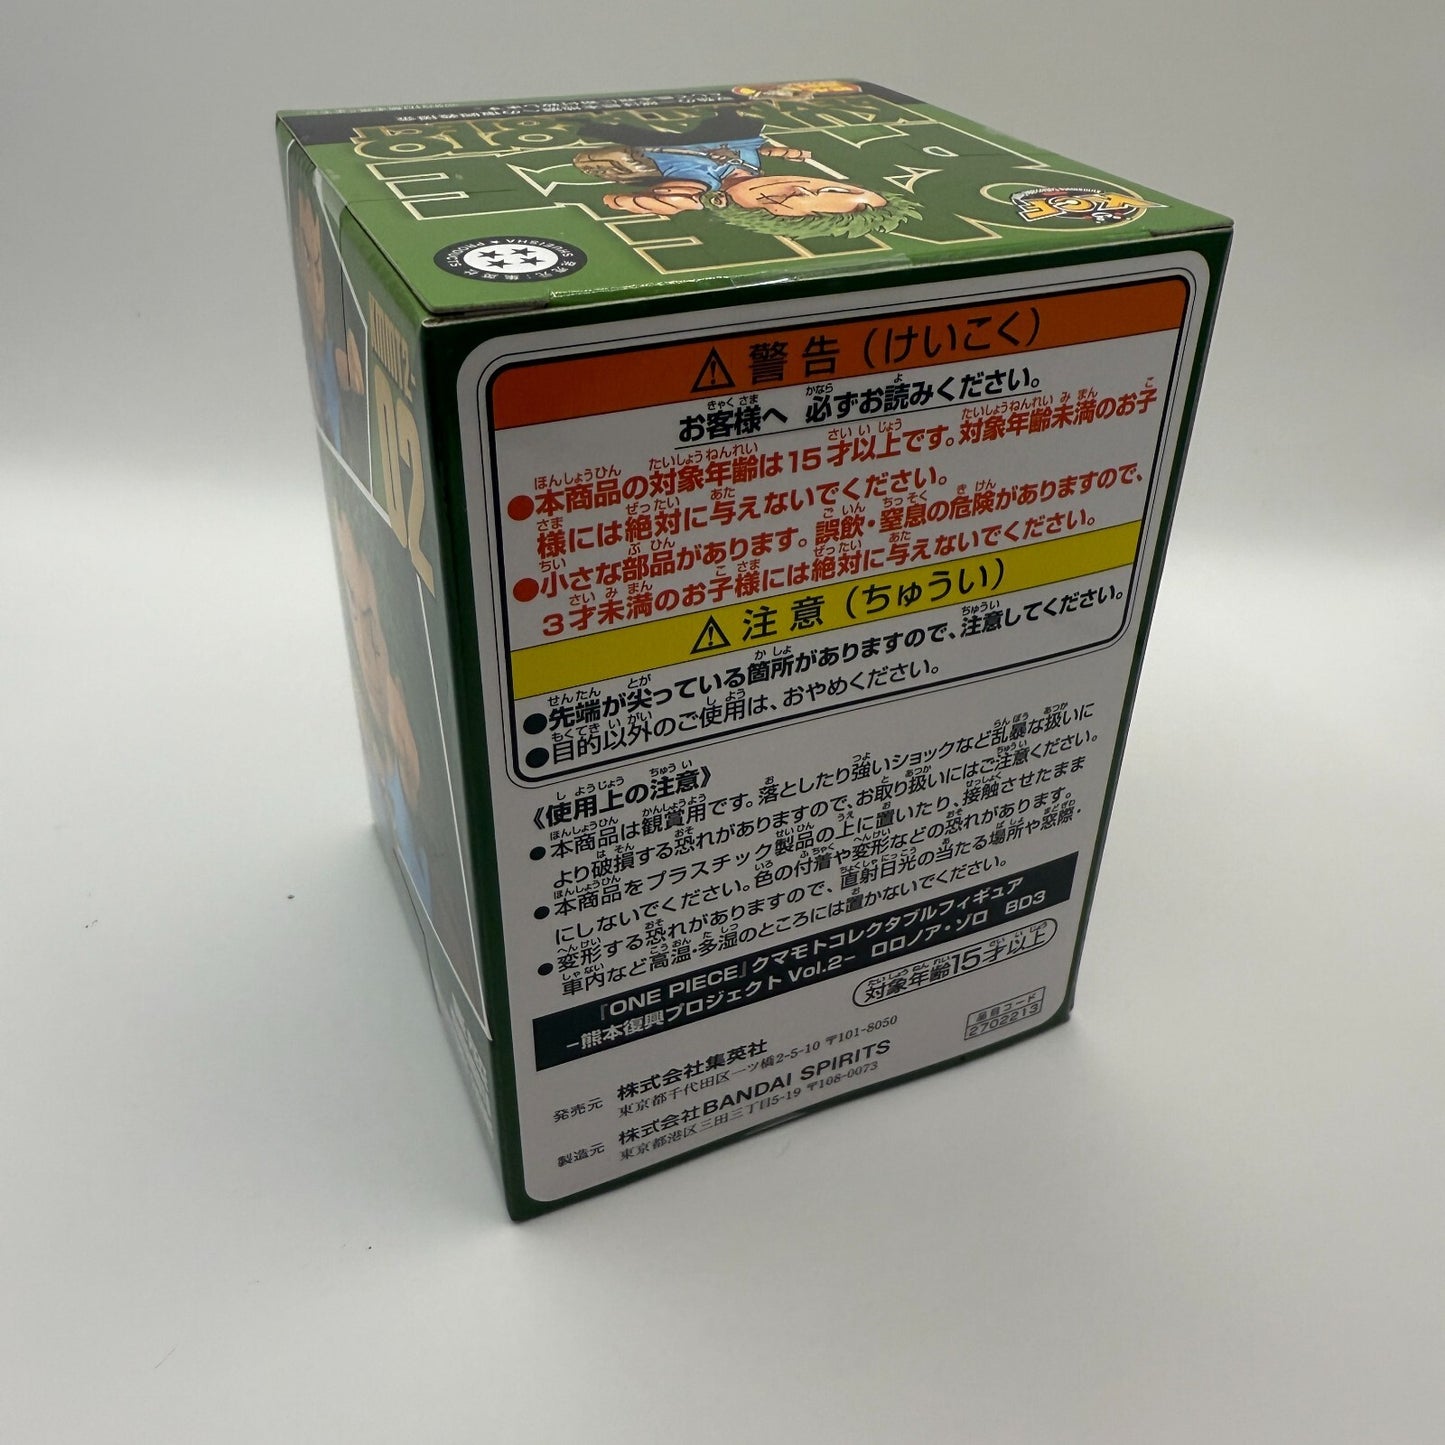 SHUEISHA ★ PRODUCTS
KCF
KMT2-
02
警告（けいこく）
お客様へ 必ずお読みください。
●本商品の対象年齢は15才以上です。対象年齢未満のお子
様には絶対に与えないでください。
●小さな部品があります。誤飲・窒息の危険がありますので、
3才未満のお子様には絶対に与えないでください。
注意（ちゅうい）
●先端が尖っている箇所がありますので、注意してください。
●目的以外のご使用は、おやめください。
《使用上の注意》
●本商品は観賞用です。落としたり強いショックなど乱暴な扱いに
より破損する恐れがありますので、お取り扱いにはご注意ください。
●本商品をプラスチック製品の上に置いたり、接触させたまま
にしないでください。色の付着や変形などの恐れがあります。
●変形する恐れがありますので、直射日光の当たる場所や窓際・
車内など高温・多湿のところには置かないでください。
『ONE PIECE』クマモトコレクタブルフィギュア
−熊本復興プロジェクト Vol.2− ロロノア・ゾロ BD3
対象年齢15才以上
品目コード
2702213
発売元 株式会社集英社
東京都千代田区一ツ橋2-5-10 〒101-8050
製造元 株式会社BANDAI SPIRITS
東京都港区三田三丁目5-19 〒108-0073